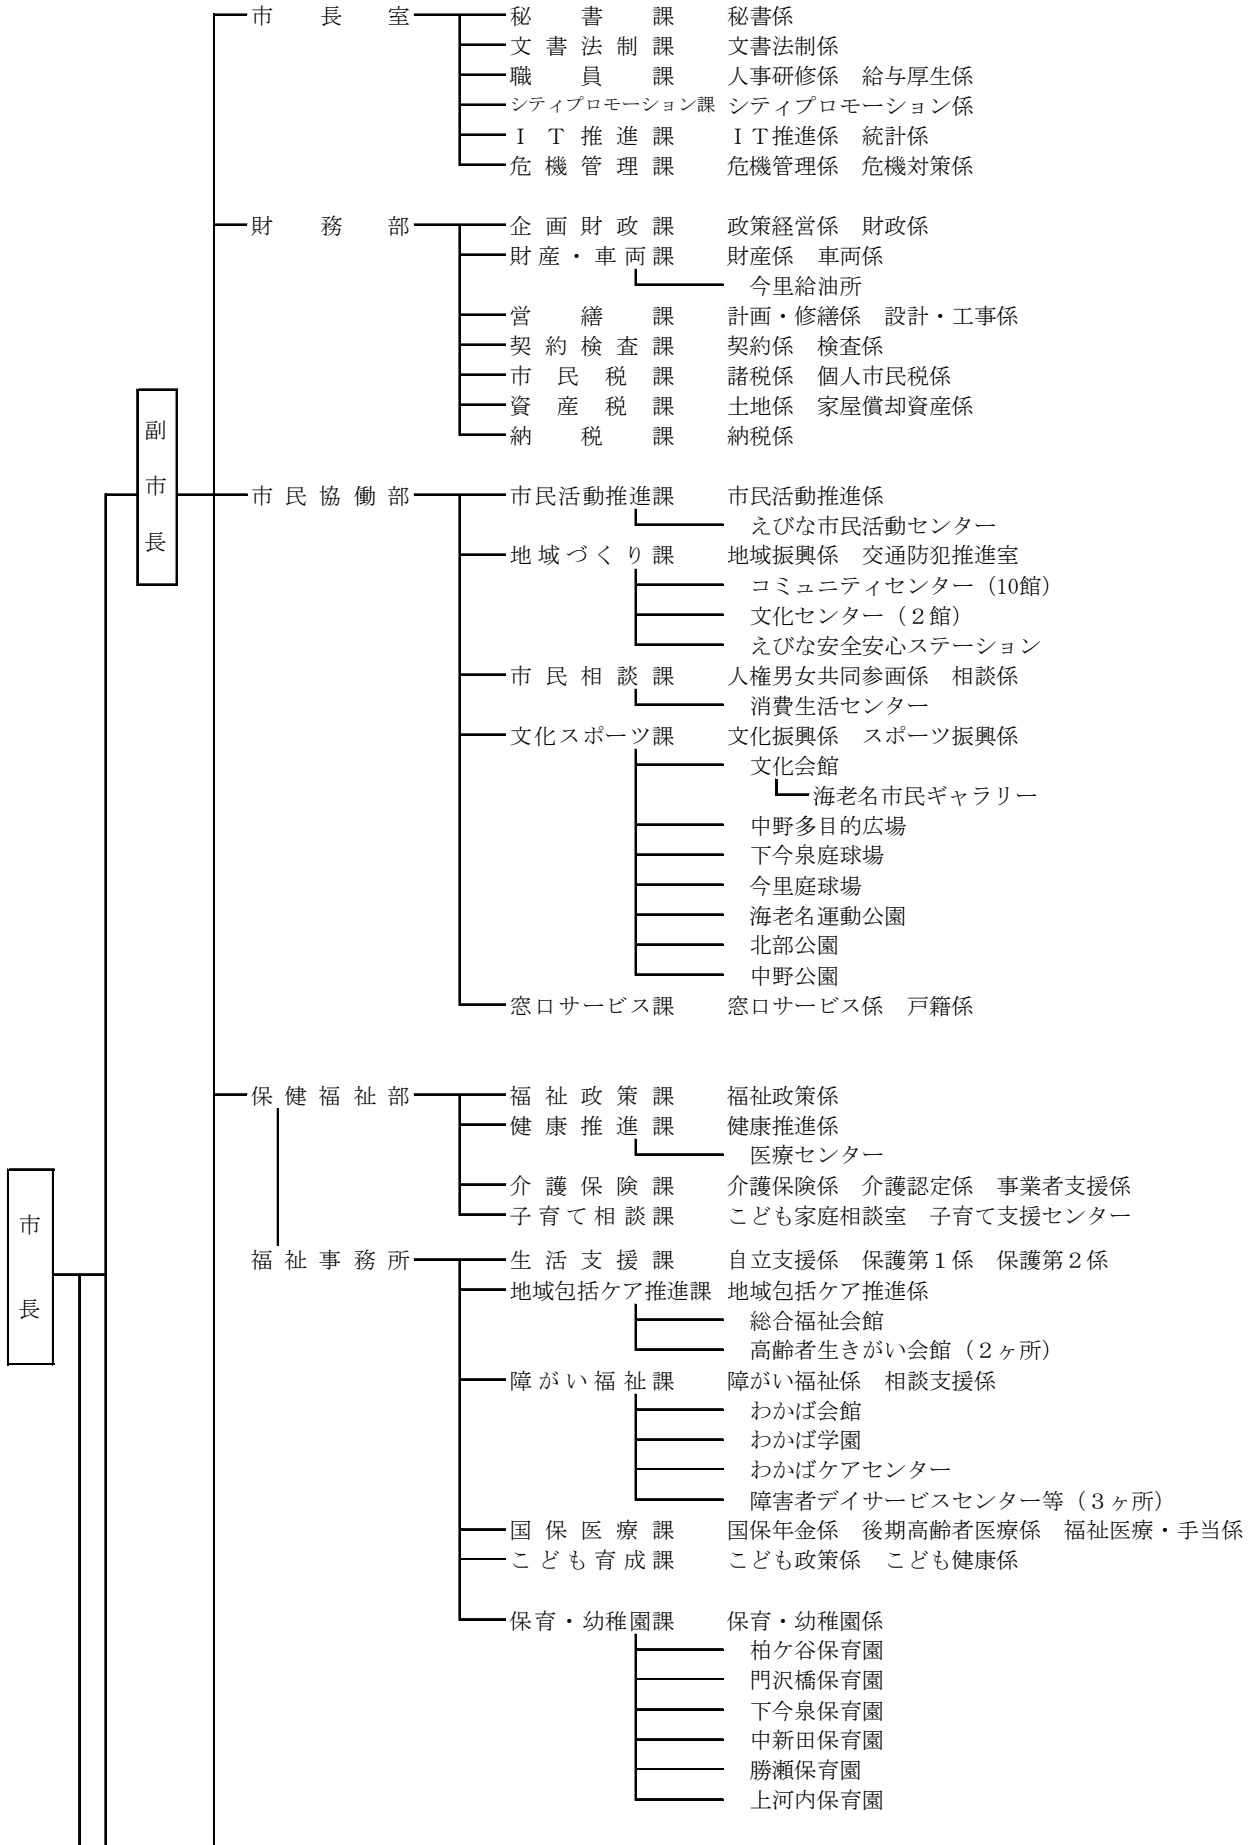 市長室 秘書課 秘書係
文書法制課 文書法制係
職員課 人事研修係 給与厚生係
シティプロモーション課 シティプロモーション係
ＩＴ推進課 ＩＴ推進係 統計係
危機管理課 危機管理係 危機対策係
財務部 企画財政課 政策経営係 財政係
財産・車両課 財産係 車両係
今里給油所
営繕課 計画・修繕係 設計・工事係
契約検査課 契約係 検査係
市民税課 諸税係 個人市民税係
資産税課 土地係 家屋償却資産係
納税課 納税係
副市長
市民協働部 市民活動推進課 市民活動推進係
えびな市民活動センター
地域づくり課 地域振興係 交通防犯推進室
コミュニティセンター（10館）
文化センター（２館）
えびな安全安心ステーション
市民相談課 人権男女共同参画係 相談係
消費生活センター
文化スポーツ課 文化振興係 スポーツ振興係
文化会館
海老名市民ギャラリー
中野多目的広場
下今泉庭球場
今里庭球場
海老名運動公園
北部公園
中野公園
窓口サービス課 窓口サービス係 戸籍係
保健福祉部 福祉政策課 福祉政策係
健康推進課 健康推進係
医療センター
介護保険課 介護保険係 介護認定係 事業者支援係
子育て相談課 こども家庭相談室 子育て支援センター
市長
福祉事務所 生活支援課 自立支援係 保護第１係 保護第２係
地域包括ケア推進課 地域包括ケア推進係
総合福祉会館
高齢者生きがい会館（２ヶ所）
障がい福祉課 障がい福祉係 相談支援係
わかば会館
わかば学園
わかばケアセンター
障害者デイサービスセンター等（３ヶ所）
国保医療課 国保年金係 後期高齢者医療係 福祉医療・手当係
こども育成課 こども政策係 こども健康係
保育・幼稚園課 保育・幼稚園係
柏ケ谷保育園
門沢橋保育園
下今泉保育園
中新田保育園
勝瀬保育園
上河内保育園